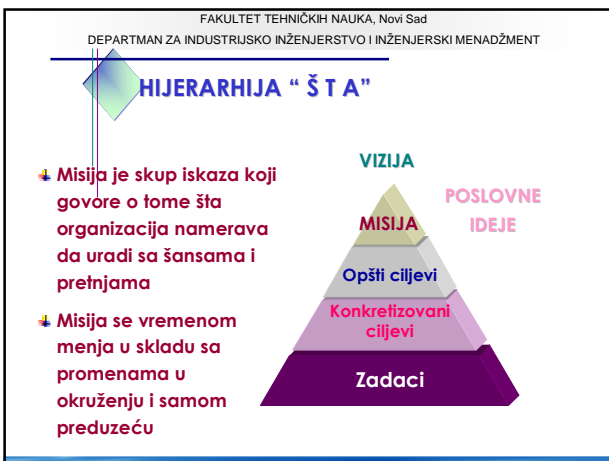 FAKULTET TEHNIČKIH NAUKA, Novi Sad
DEPARTMAN ZA INDUSTRIJSKO INŽENJERSTVO I INŽENJERSKI MENADŽMENT
HIJERARHIJA “ Š T A”
Misija je skup iskaza koji
govore o tome šta
organizacija namerava
da uradi sa šansama i
pretnjama
Misija se vremenom
menja u skladu sa
promenama u
okruženju i samom
preduzeću
VIZIJA
POSLOVNE
IDEJE
MISIJA
Opšti ciljevi
Konkretizovani
ciljevi
Zadaci